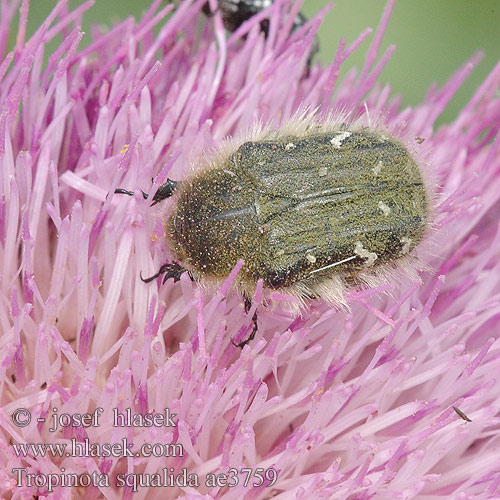 © - josef hlasek
www.hlasek.com
Tropinota squalida ae3759